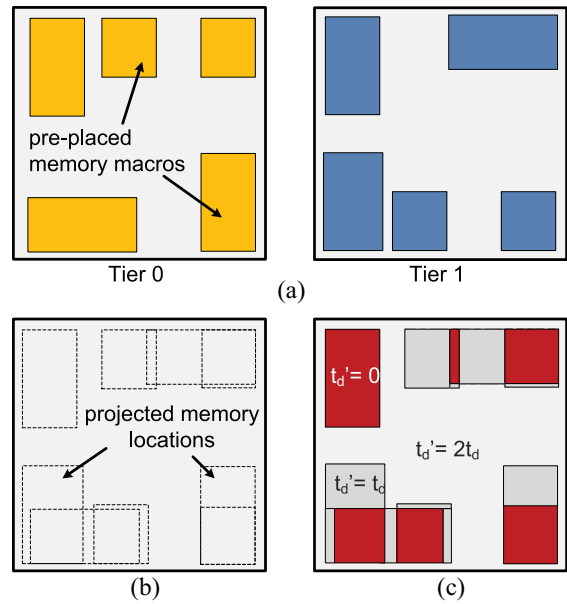 pre-placed
memory macros
Tier 0
Tier 1
(a)
projected memory
locations
t_d'= 0
t_d'= 2t_d
t_d'= t_d
(b)
(c)